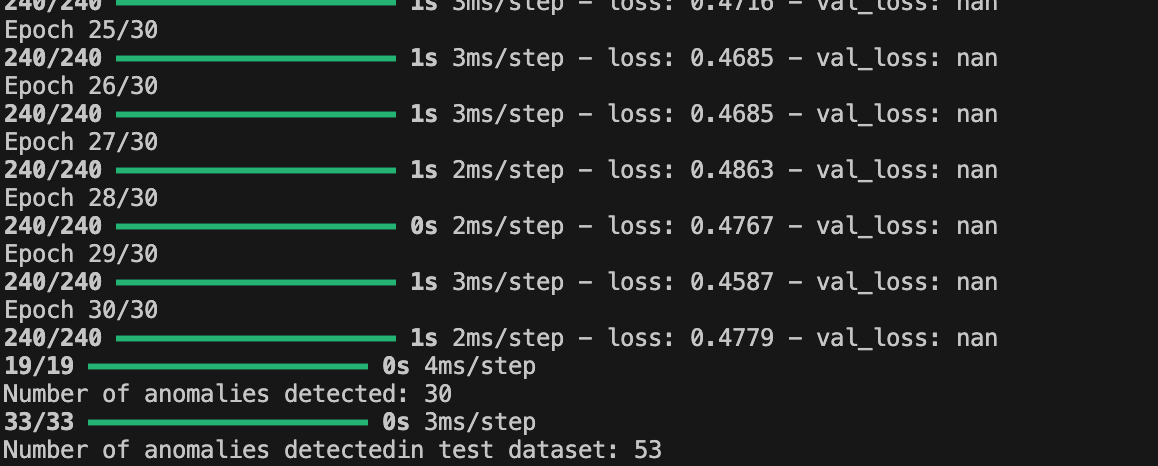 240/240 1s 3ms/step – loss: 0.4716 – val_loss: nan
Epoch 25/30
240/240 1s 3ms/step – loss: 0.4685 – val_loss: nan
Epoch 26/30
240/240 1s 3ms/step – loss: 0.4685 – val_loss: nan
Epoch 27/30
240/240 1s 2ms/step – loss: 0.4863 – val_loss: nan
Epoch 28/30
240/240 0s 2ms/step – loss: 0.4767 – val_loss: nan
Epoch 29/30
240/240 1s 3ms/step – loss: 0.4587 – val_loss: nan
Epoch 30/30
240/240 1s 2ms/step – loss: 0.4779 – val_loss: nan
19/19 0s 4ms/step
Number of anomalies detected: 30
33/33 0s 3ms/step
Number of anomalies detectedin test dataset: 53